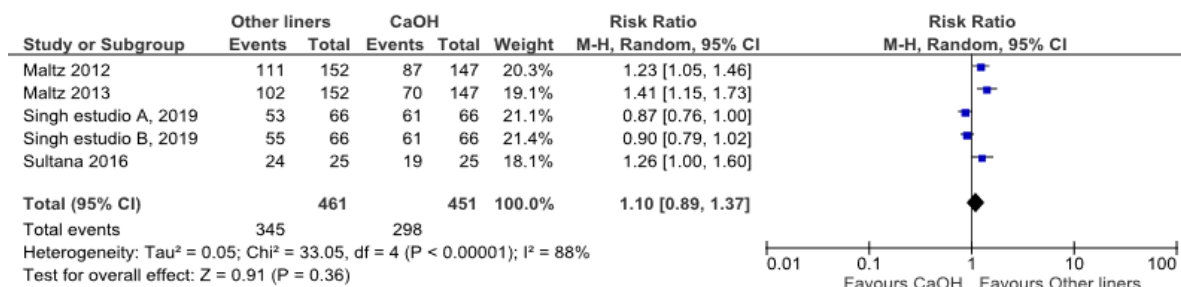 Other liners CaOH Risk Ratio Risk Ratio
Study or Subgroup Events Total Events Total Weight M-H, Random, 95% CI M-H, Random, 95% CI
Maltz 2012 111 152 87 147 20.3% 1.23 [1.05, 1.46]
Maltz 2013 102 152 70 147 19.1% 1.41 [1.15, 1.73]
Singh estudio A, 2019 53 66 61 66 21.1% 0.87 [0.76, 1.00]
Singh estudio B, 2019 55 66 61 66 21.4% 0.90 [0.79, 1.02]
Sultana 2016 24 25 19 25 18.1% 1.26 [1.00, 1.60]
Total (95% CI) 461 451 100.0% 1.10 [0.89, 1.37]
Total events 345 298
Heterogeneity: Tau² = 0.05; Chi² = 33.05, df = 4 (P < 0.00001); I² = 88%
Test for overall effect: Z = 0.91 (P = 0.36)
0.01 0.1 1 10 100
Favours CaOH Favours Other liners